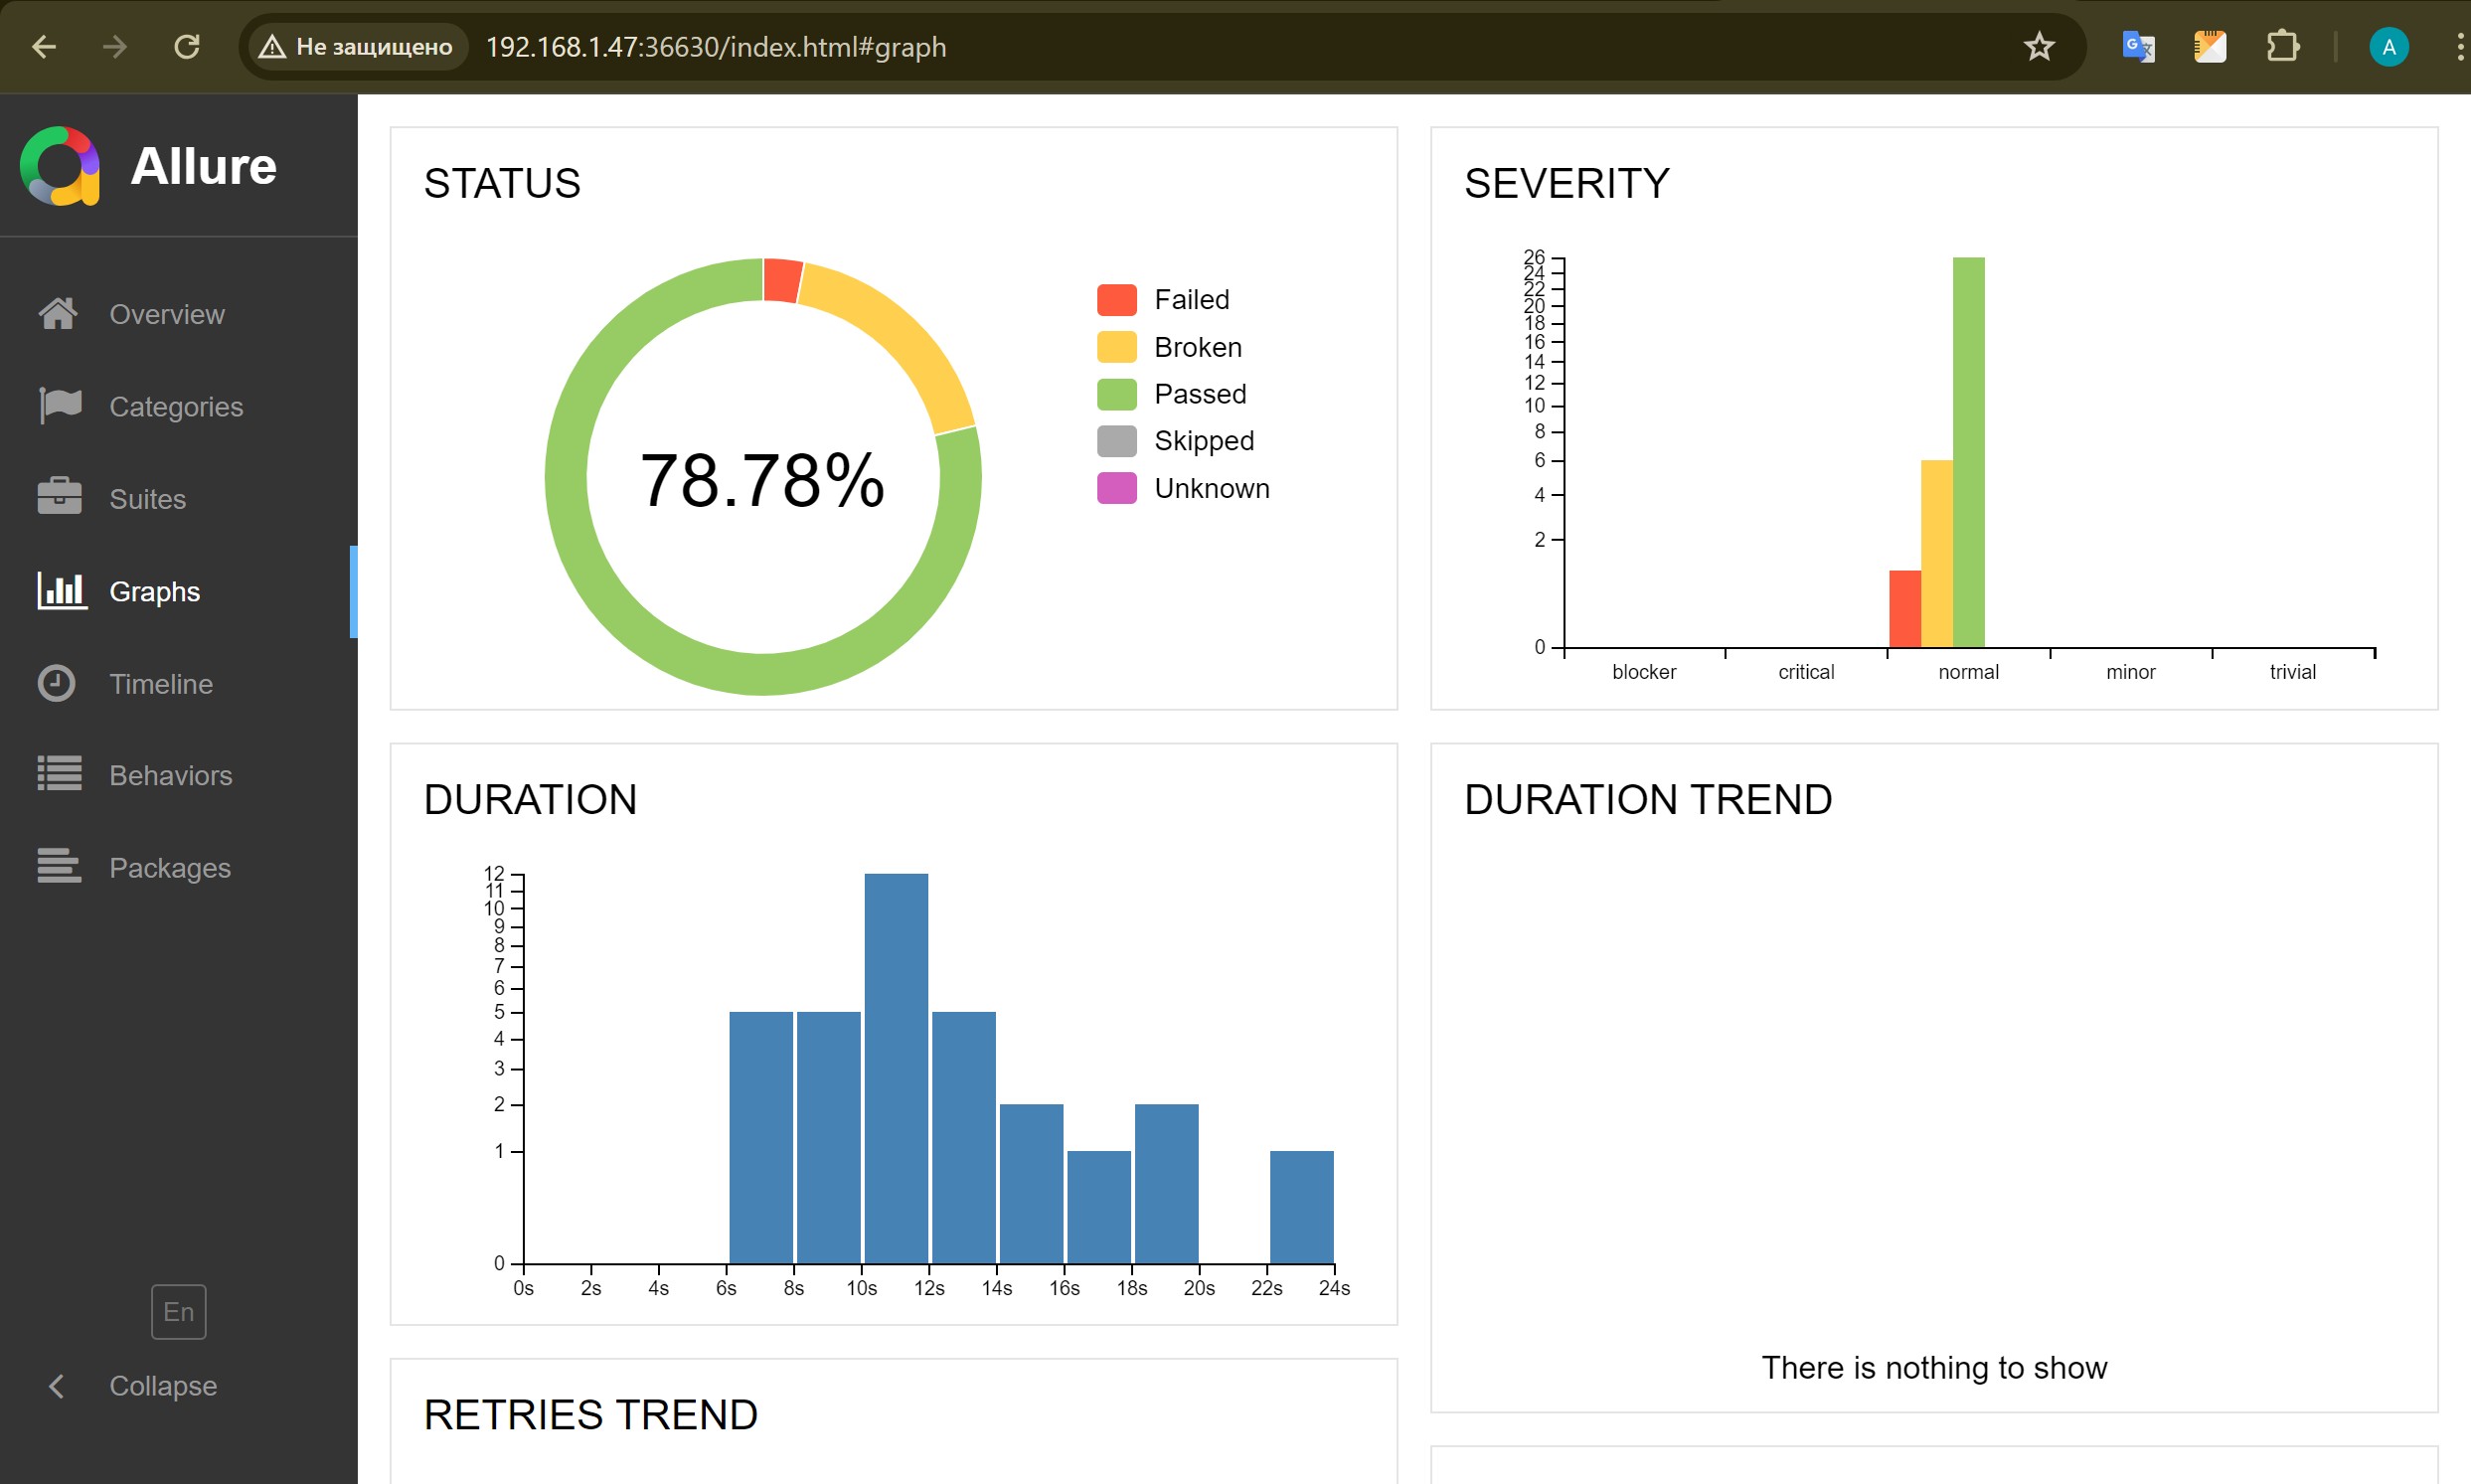 Не защищено 192.168.1.47:36630/index.html#graph
A
Allure
Overview
Categories
Suites
Graphs
Timeline
Behaviors
Packages
En
Collapse
STATUS
78.78%
Failed
Broken
Passed
Skipped
Unknown
SEVERITY
26
24
22
20
18
16
14
12
10
8
6
4
2
0
blocker critical normal minor trivial
DURATION
12
11
10
9
8
7
6
5
4
3
2
1
0
0s 2s 4s 6s 8s 10s 12s 14s 16s 18s 20s 22s 24s
DURATION TREND
There is nothing to show
RETRIES TREND